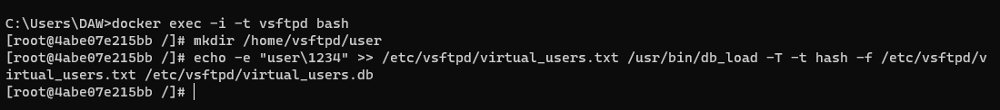 C:\Users\DAW>docker exec -i -t vsftpd bash
[root@4abe07e215bb /]# mkdir /home/vsftpd/user
[root@4abe07e215bb /]# echo -e "user\1234" >> /etc/vsftpd/virtual_users.txt /usr/bin/db_load -T -t hash -f /etc/vsftpd/v
irtual_users.txt /etc/vsftpd/virtual_users.db
[root@4abe07e215bb /]#